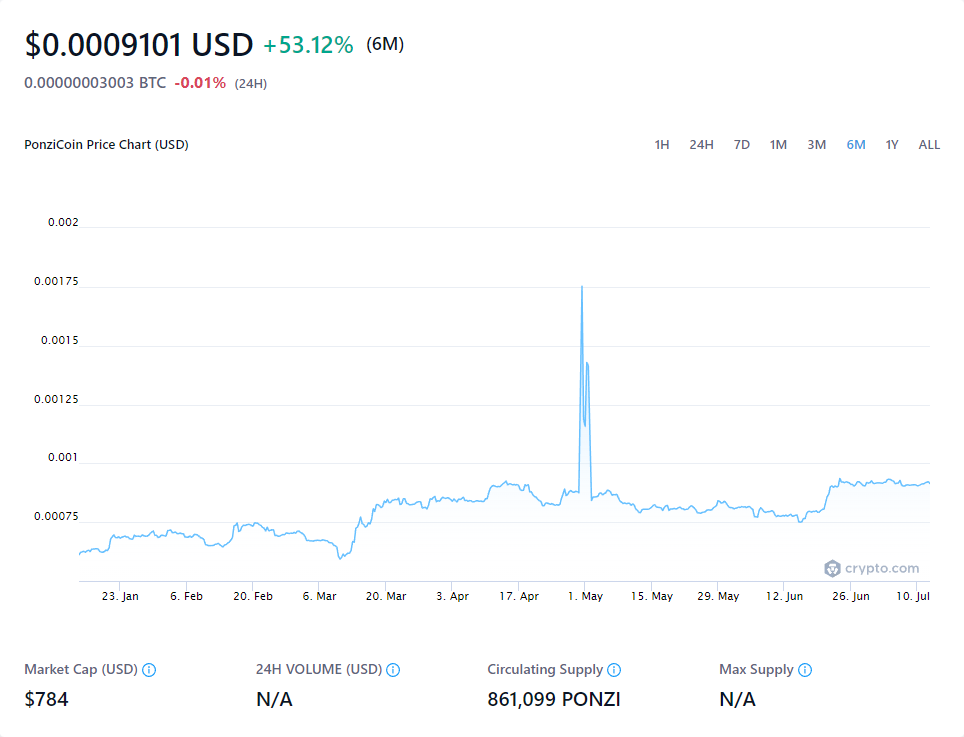 $0.0009101 USD +53.12% (6M)
0.00000003003 BTC -0.01% (24H)
PonziCoin Price Chart (USD) 1H 24H 7D 1M 3M 6M 1Y ALL
0.002
0.00175
0.0015
0.00125
0.001
0.00075
crypto.com
23. Jan 6. Feb 20. Feb 6. Mar 20. Mar 3. Apr 17. Apr 1. May 15. May 29. May 12. Jun 26. Jun 10. Jul
Market Cap (USD) 24H VOLUME (USD) Circulating Supply Max Supply
$784 N/A 861,099 PONZI N/A